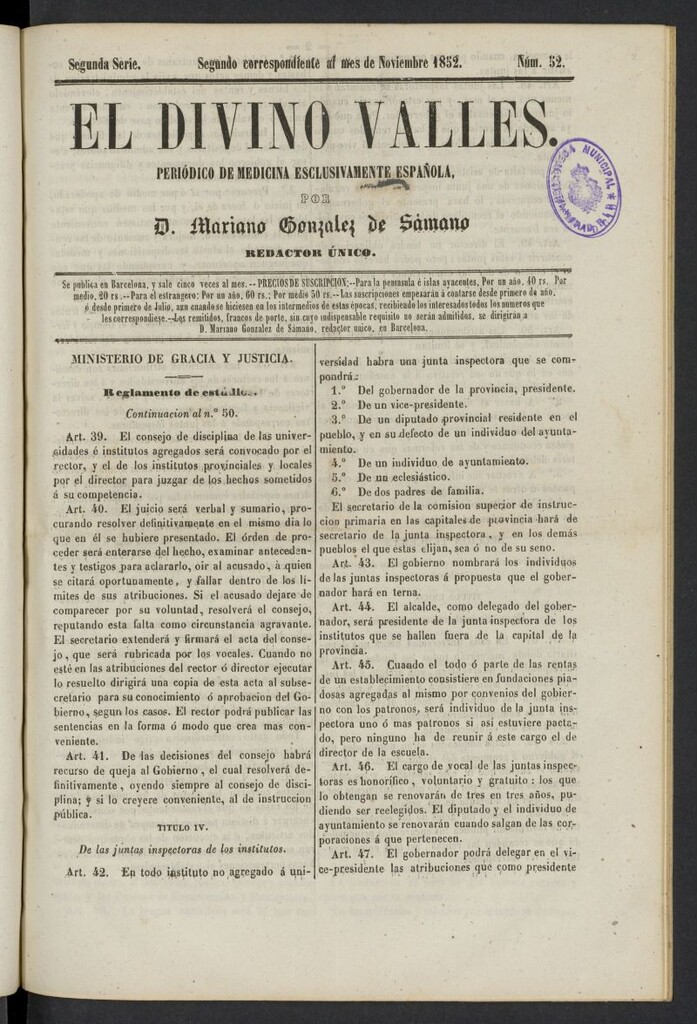 Segunda Serie. Segundo correspondiente al mes de Noviembre 1852. Núm. 52.
EL DIVINO VALLES.
PERIÓDICO DE MEDICINA ESCLUSIVAMENTE ESPAÑOLA,
POR
D. Mariano Gonzalez de Sámano
REDACTOR ÚNICO.
BIBLIOTECA MUNICIPAL
MADRID
Se publica en Barcelona, y sale cinco veces al mes.--PRECIOS DE SUSCRIPCION:--Para la península é islas ayacentes, Por un año, 40 rs. Por
medio, 20 rs.--Para el estrangero: Por un año, 60 rs.: Por medio 30 rs.--Las suscripciones empezarán á contarse desde primero de año,
ó desde primero de Julio, aun cuando se hiciesen en los intermedios de estas épocas, recibiendo los interesados todos los numeros que
les correspondiese.--Los remitidos, francos de porte, sin cuyo indispensable requisito no serán admitidos, se dirigirán a
D. Mariano Gonzalez de Sámano, redactor unico, en Barcelona.
MINISTERIO DE GRACIA Y JUSTICIA.
Reglamento de
Continuacion al n.º 50.
Art. 39. El consejo de disciplina de las univer-
sidades é institutos agregados será convocado por el
rector, y el de los institutos provinciales y locales
por el director para juzgar de los hechos sometidos
á su competencia.
Art. 40. El juicio será verbal y sumario, pro-
curando resolver definitivamente en el mismo dia lo
que en él se hubiere presentado. El órden de pro-
ceder será enterarse del hecho, examinar anteceden-
tes y testigos para aclararlo, oir al acusado, á quien
se citará oportunamente, y fallar dentro de los lí-
mites de sus atribuciones. Si el acusado dejare de
comparecer por su voluntad, resolverá el consejo,
reputando esta falta como circunstancia agravante.
El secretario extenderá y firmará el acta del conse-
jo, que será rubricada por los vocales. Cuando no
esté en las atribuciones del rector ó director ejecutar
lo resuelto dirigirá una copia de esta acta al subse-
cretario para su conocimiento ó aprobacion del Go-
bierno, segun los casos. El rector podrá publicar las
sentencias en la forma ó modo que crea mas con-
veniente.
Art. 41. De las decisiones del consejo habrá
recurso de queja al Gobierno, el cual resolverá de-
finitivamente, oyendo siempre al consejo de disci-
plina; y si lo creyere conveniente, al de instruccion
pública.
TITULO IV.
De las juntas inspectoras de los institutos.
Art. 42. En todo instituto no agregado á uni-
versidad habra una junta inspectora que se com-
pondrá:
1.º Del gobernador de la provincia, presidente.
2.º De un vice-presidente.
3.º De un diputado provincial residente en el
pueblo, y en su defecto de un individuo del ayunta-
miento.
4.º De un individuo de ayuntamiento.
5.º De un eclesiástico.
6.º De dos padres de familia.
El secretario de la comision superior de instruc-
cion primaria en las capitales de provincia hará de
secretario de la junta inspectora, y en los demás
pueblos el que estas elijan, sea ó no de su seno.
Art. 43. El gobierno nombrará los individuos
de las juntas inspectoras á propuesta que el gober-
nador hará en terna.
Art. 44. El alcalde, como delegado del gober-
nador, será presidente de la junta inspectora de los
institutos que se hallen fuera de la capital de la
provincia.
Art. 45. Cuando el todo ó parte de las rentas
de un establecimiento consistiere en fundaciones pia-
dosas agregadas al mismo por convenios del gobier-
no con los patronos, será individuo de la junta ins-
pectora uno ó mas patronos si asi estuviere pacta-
do, pero ninguno ha de reunir á este cargo el de
director de la escuela.
Art. 46. El cargo de vocal de las juntas inspec-
toras es honorífico, voluntario y gratuito: los que
lo obtengan se renovarán de tres en tres años, pu-
diendo ser reelegidos. El diputado y el individuo de
ayuntamiento se renovarán cuando salgan de las cor-
poraciones á que pertenecen.
Art. 47. El gobernador podrá delegar en el vi-
ce-presidente las atribuciones que como presidente